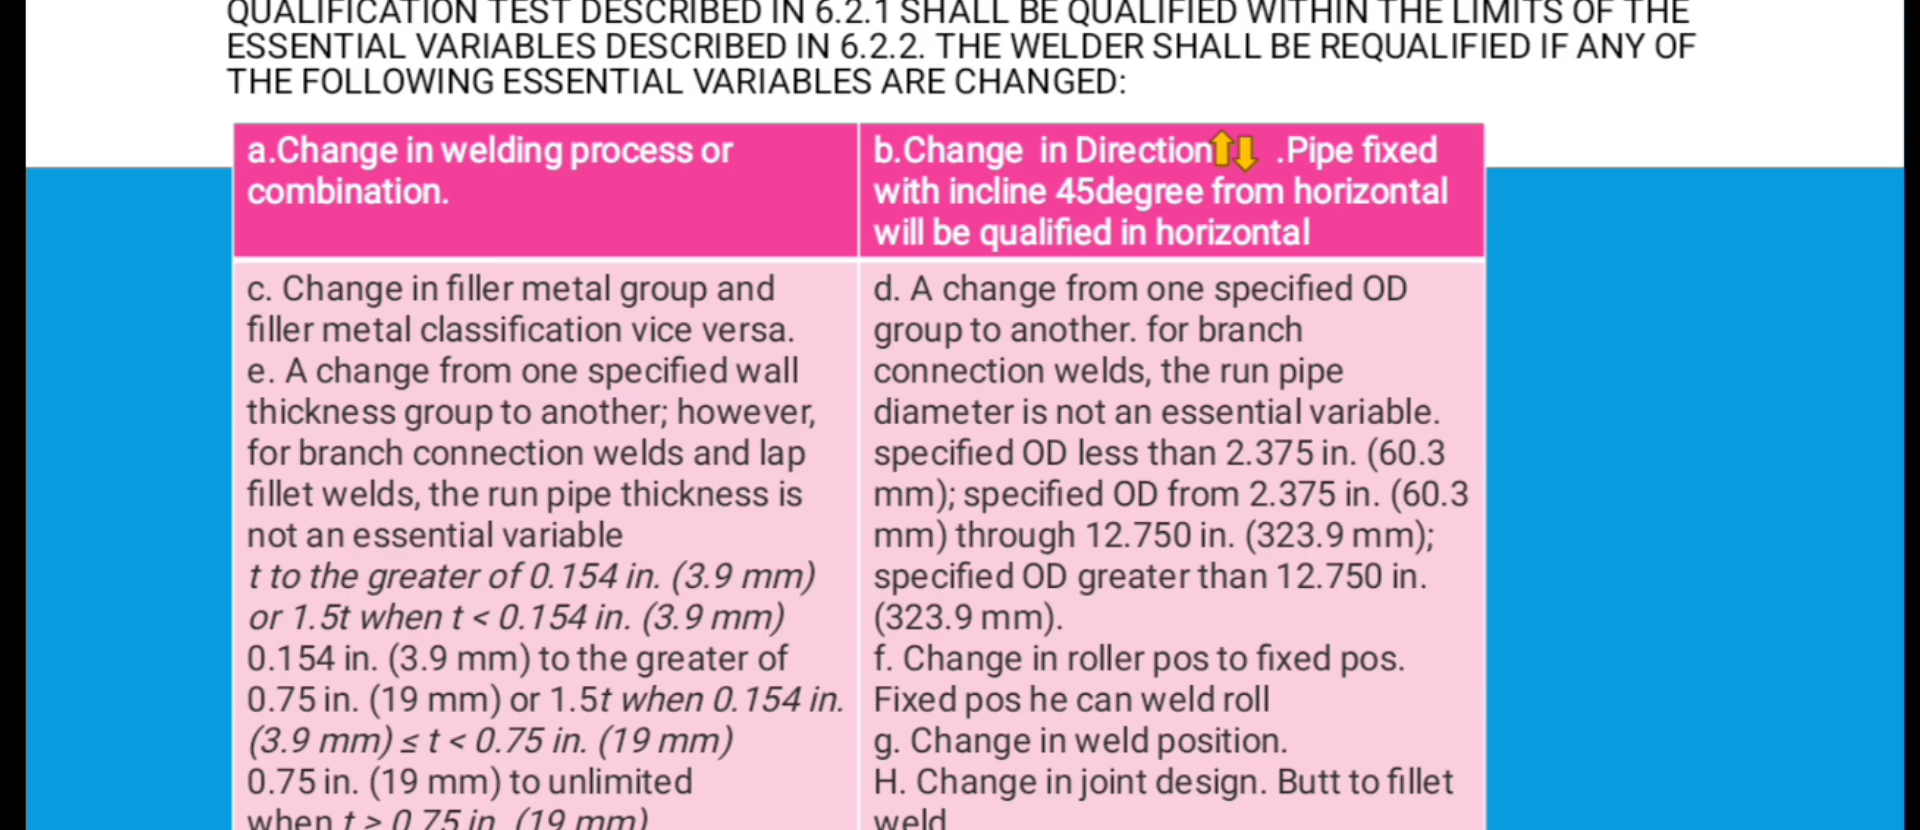 QUALIFICATION TEST DESCRIBED IN 6.2.1 SHALL BE QUALIFIED WITHIN THE LIMITS OF THE
ESSENTIAL VARIABLES DESCRIBED IN 6.2.2. THE WELDER SHALL BE REQUALIFIED IF ANY OF
THE FOLLOWING ESSENTIAL VARIABLES ARE CHANGED:
a.Change in welding process or
combination.
b.Change in Direction .Pipe fixed
with incline 45degree from horizontal
will be qualified in horizontal
c. Change in filler metal group and
filler metal classification vice versa.
e. A change from one specified wall
thickness group to another; however,
for branch connection welds and lap
fillet welds, the run pipe thickness is
not an essential variable
t to the greater of 0.154 in. (3.9 mm)
or 1.5t when t < 0.154 in. (3.9 mm)
0.154 in. (3.9 mm) to the greater of
0.75 in. (19 mm) or 1.5t when 0.154 in.
(3.9 mm) ≤ t < 0.75 in. (19 mm)
0.75 in. (19 mm) to unlimited
when t ≥ 0.75 in. (19 mm)
d. A change from one specified OD
group to another. for branch
connection welds, the run pipe
diameter is not an essential variable.
specified OD less than 2.375 in. (60.3
mm); specified OD from 2.375 in. (60.3
mm) through 12.750 in. (323.9 mm);
specified OD greater than 12.750 in.
(323.9 mm).
f. Change in roller pos to fixed pos.
Fixed pos he can weld roll
g. Change in weld position.
H. Change in joint design. Butt to fillet
weld